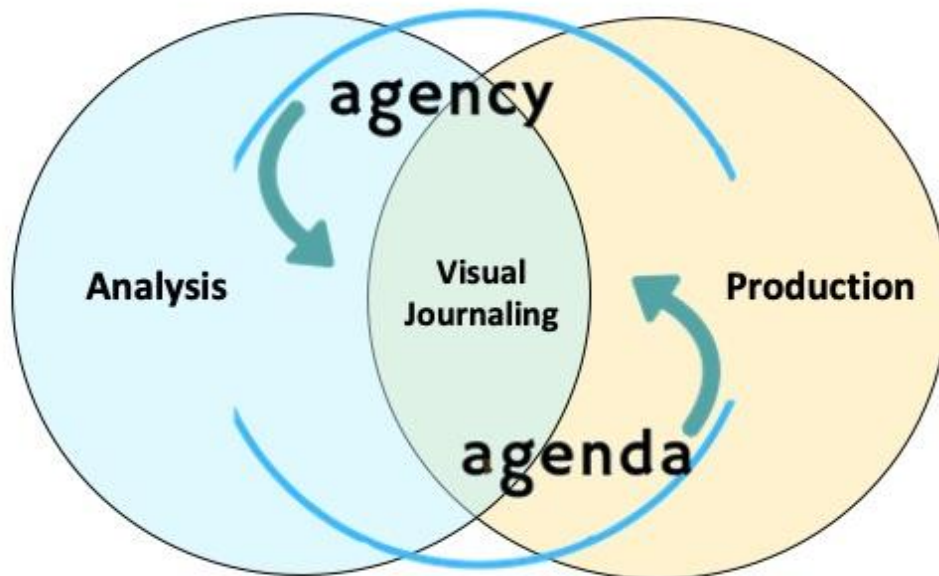 agency
Analysis
Visual
Journaling
Production
agenda